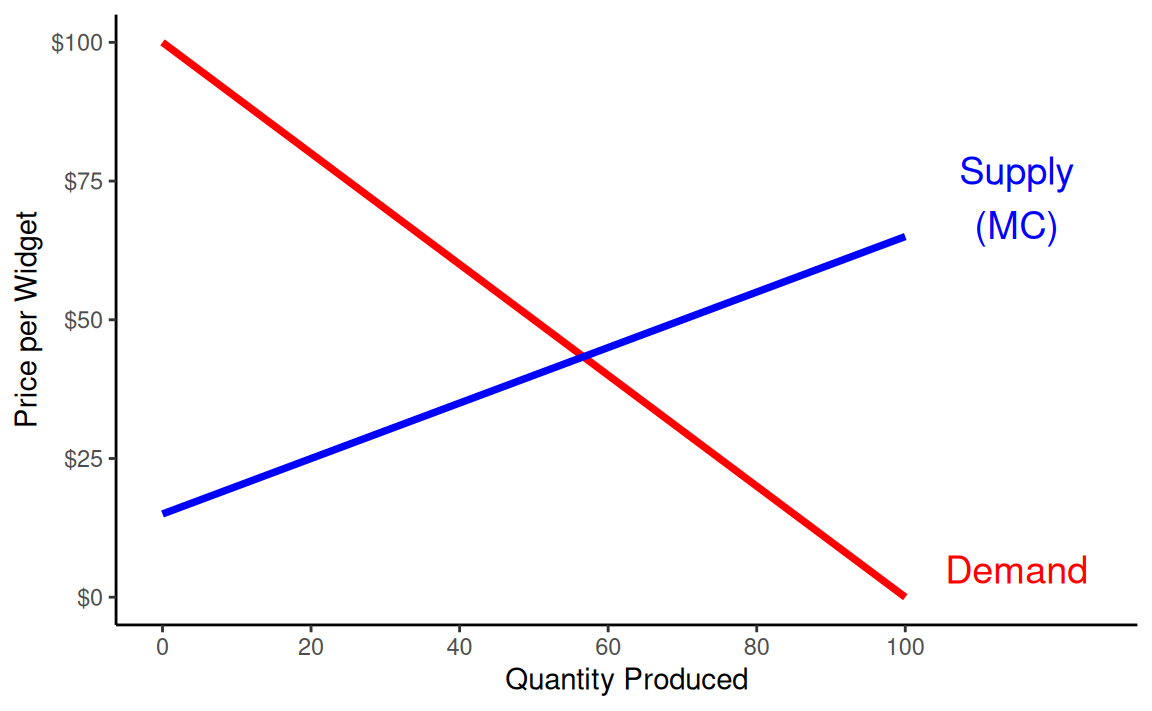 $100
$75
$50
$25
$0
Price per Widget
Supply
(MC)
Demand
0 20 40 60 80 100
Quantity Produced